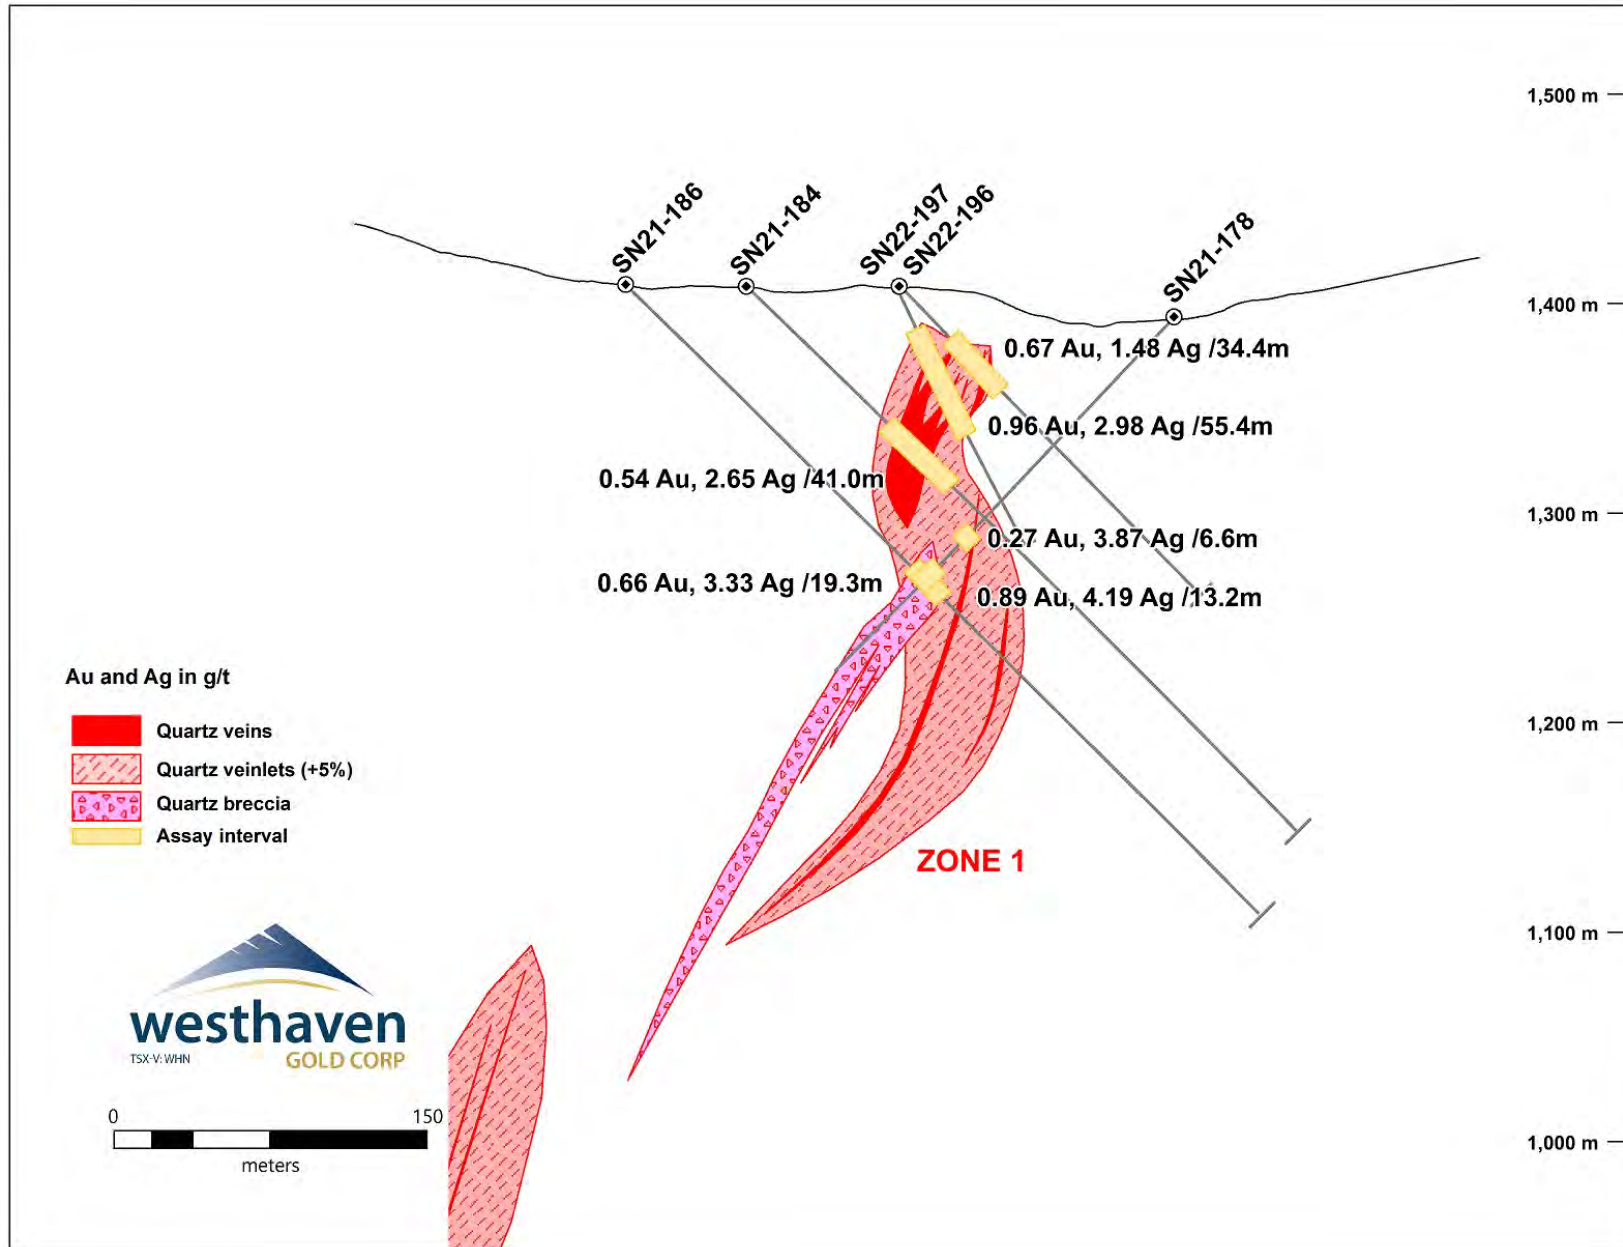 1,500 m
SN21-186
SN21-184
SN22-197
SN22-196
SN21-178
1,400 m
0.67 Au, 1.48 Ag /34.4m
0.96 Au, 2.98 Ag /55.4m
0.54 Au, 2.65 Ag /41.0m
1,300 m
0.27 Au, 3.87 Ag /6.6m
0.66 Au, 3.33 Ag /19.3m
0.89 Au, 4.19 Ag /13.2m
Au and Ag in g/t
Quartz veins
Quartz veinlets (+5%)
Quartz breccia
Assay interval
1,200 m
ZONE 1
1,100 m
westhaven
TSX-V: WHN
GOLD CORP
0 150
meters
1,000 m